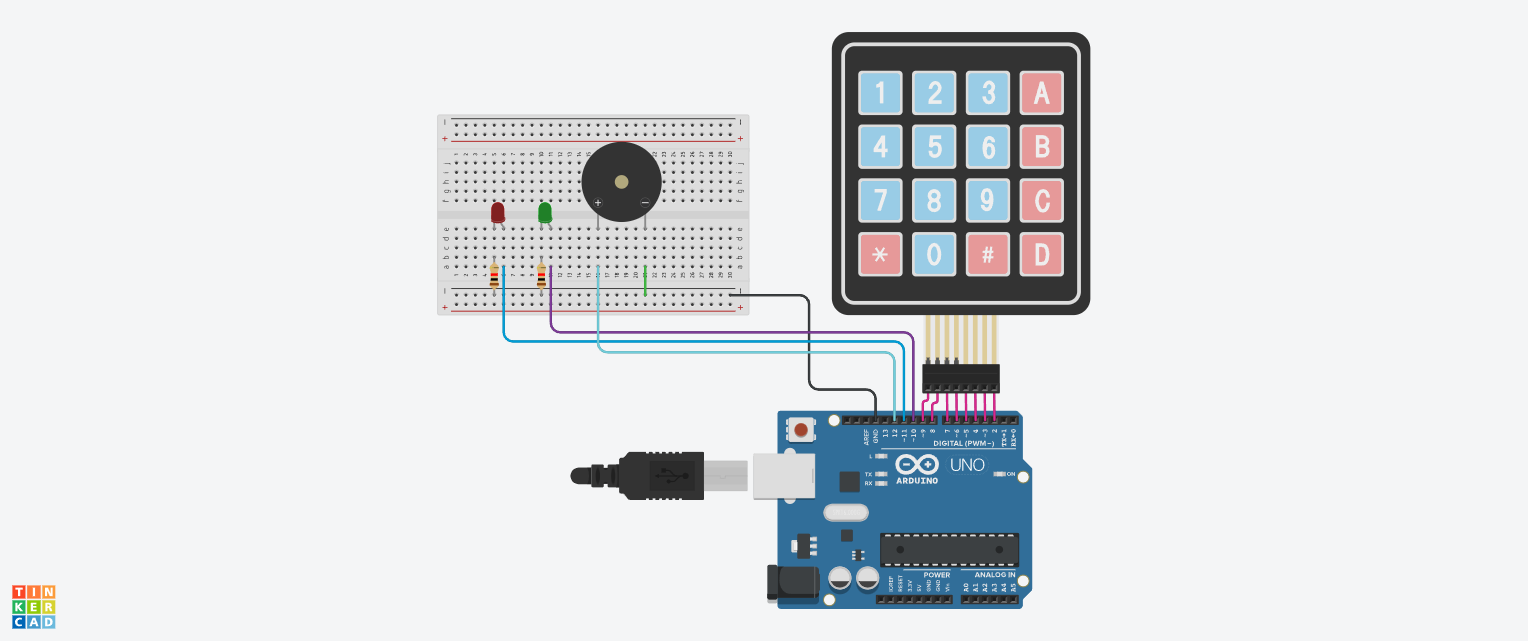 1 2 3 A
4 5 6 B
7 8 9 C
* 0 # D
j i h g f
e d c b a
+ −
AREF GND 13 12 ~11 ~10 ~9 8 7 ~6 ~5 4 ~3 2 TX→1 RX←0
DIGITAL (PWM~)
L
TX
RX
UNO
ARDUINO
ON
POWER
ANALOG IN
IOREF RESET 3.3V 5V GND GND Vin A0 A1 A2 A3 A4 A5
TIN
KER
CAD